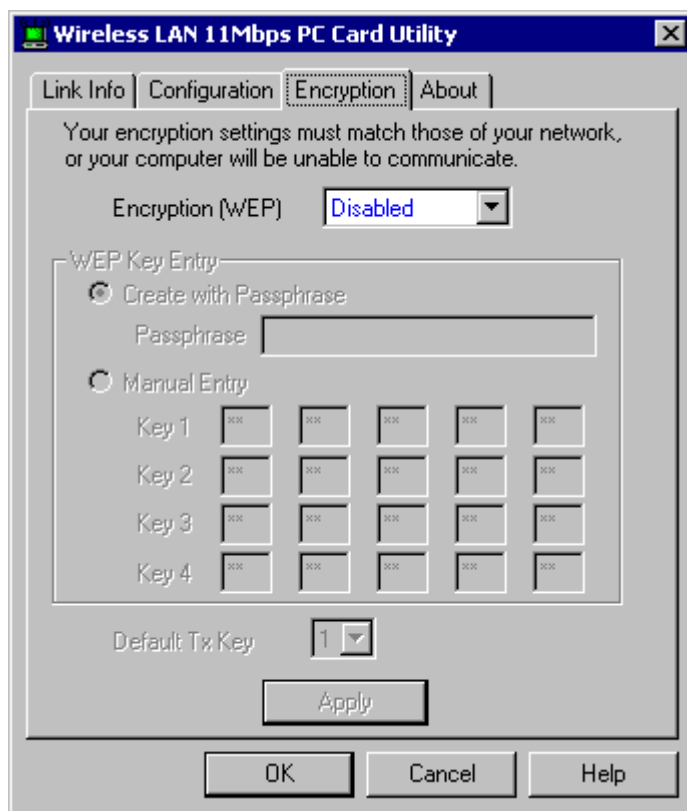 Wireless LAN 11Mbps PC Card Utility
Link Info Configuration Encryption About
Your encryption settings must match those of your network,
or your computer will be unable to communicate.
Encryption (WEP) Disabled
WEP Key Entry
Create with Passphrase
Passphrase
Manual Entry
Key 1 ** ** ** ** **
Key 2 ** ** ** ** **
Key 3 ** ** ** ** **
Key 4 ** ** ** ** **
Default Tx Key 1
Apply
OK Cancel Help